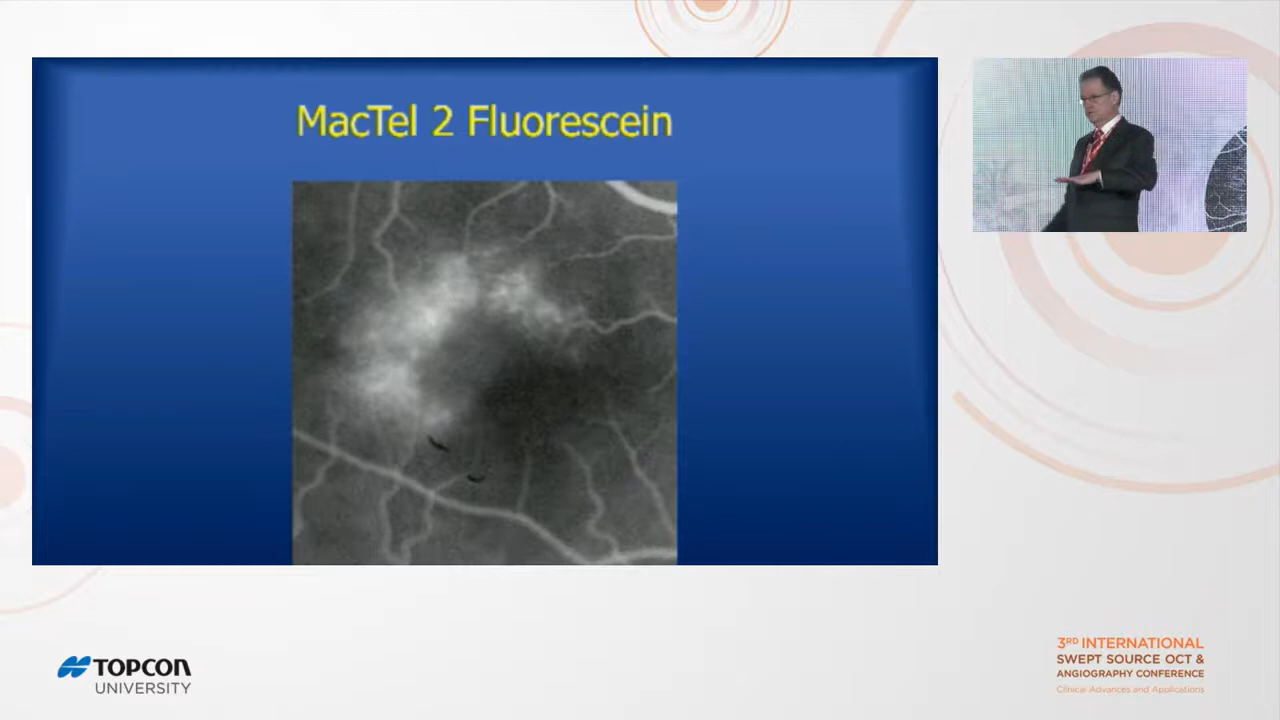 MacTel 2 Fluorescein
TOPCON
UNIVERSITY
3RD INTERNATIONAL
SWEPT SOURCE OCT &
ANGIOGRAPHY CONFERENCE
Clinical Advances and Applications